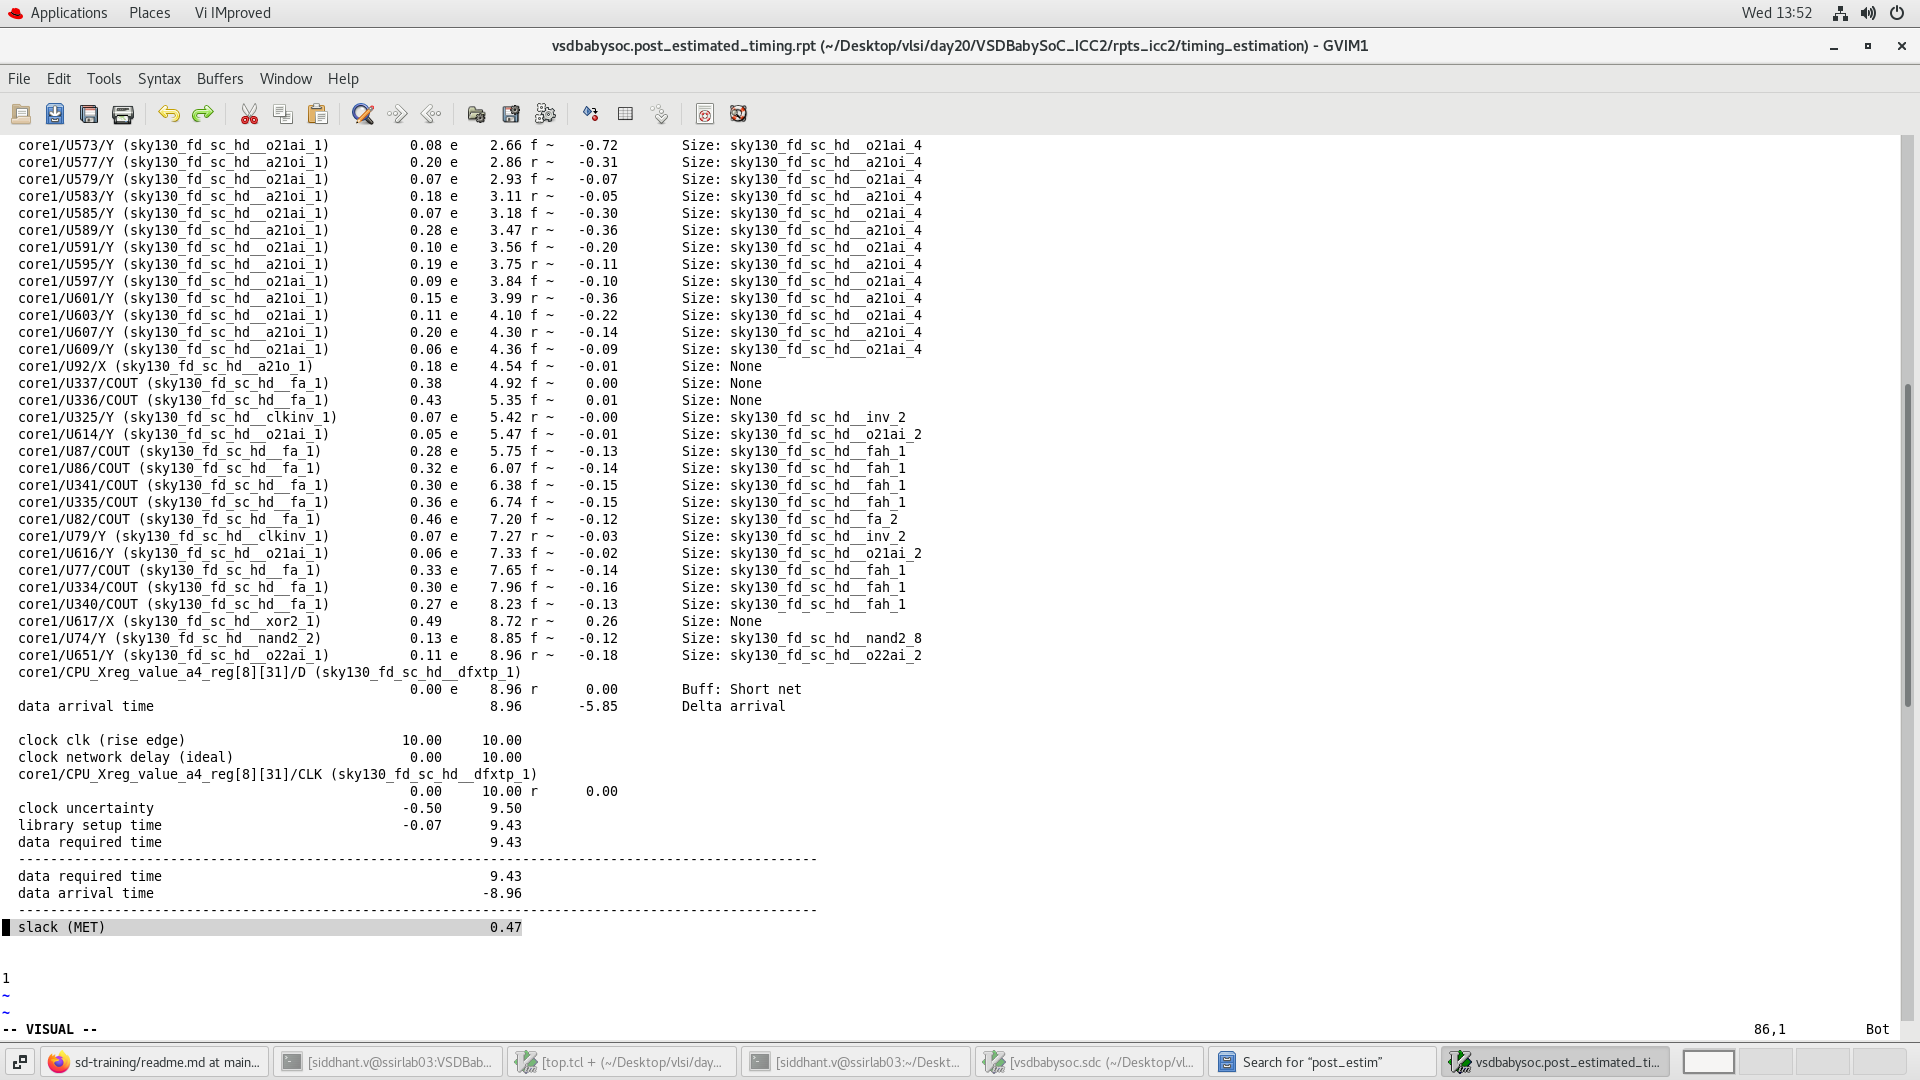 Applications Places Vi IMproved Wed 13:52
vsdbabysoc.post_estimated_timing.rpt (~/Desktop/vlsi/day20/VSDBabySoC_ICC2/rpts_icc2/timing_estimation) - GVIM1
File Edit Tools Syntax Buffers Window Help
core1/U573/Y (sky130_fd_sc_hd__o21ai_1) 0.08 e 2.66 f ~ -0.72 Size: sky130_fd_sc_hd__o21ai_4
core1/U577/Y (sky130_fd_sc_hd__a21oi_1) 0.20 e 2.86 r ~ -0.31 Size: sky130_fd_sc_hd__a21oi_4
core1/U579/Y (sky130_fd_sc_hd__o21ai_1) 0.07 e 2.93 f ~ -0.07 Size: sky130_fd_sc_hd__o21ai_4
core1/U583/Y (sky130_fd_sc_hd__a21oi_1) 0.18 e 3.11 r ~ -0.05 Size: sky130_fd_sc_hd__a21oi_4
core1/U585/Y (sky130_fd_sc_hd__o21ai_1) 0.07 e 3.18 f ~ -0.30 Size: sky130_fd_sc_hd__o21ai_4
core1/U589/Y (sky130_fd_sc_hd__a21oi_1) 0.28 e 3.47 r ~ -0.36 Size: sky130_fd_sc_hd__a21oi_4
core1/U591/Y (sky130_fd_sc_hd__o21ai_1) 0.10 e 3.56 f ~ -0.20 Size: sky130_fd_sc_hd__o21ai_4
core1/U595/Y (sky130_fd_sc_hd__a21oi_1) 0.19 e 3.75 r ~ -0.11 Size: sky130_fd_sc_hd__a21oi_4
core1/U597/Y (sky130_fd_sc_hd__o21ai_1) 0.09 e 3.84 f ~ -0.10 Size: sky130_fd_sc_hd__o21ai_4
core1/U601/Y (sky130_fd_sc_hd__a21oi_1) 0.15 e 3.99 r ~ -0.36 Size: sky130_fd_sc_hd__a21oi_4
core1/U603/Y (sky130_fd_sc_hd__o21ai_1) 0.11 e 4.10 f ~ -0.22 Size: sky130_fd_sc_hd__o21ai_4
core1/U607/Y (sky130_fd_sc_hd__a21oi_1) 0.20 e 4.30 r ~ -0.14 Size: sky130_fd_sc_hd__a21oi_4
core1/U609/Y (sky130_fd_sc_hd__o21ai_1) 0.06 e 4.36 f ~ -0.09 Size: sky130_fd_sc_hd__o21ai_4
core1/U92/X (sky130_fd_sc_hd__a21o_1) 0.18 e 4.54 f ~ -0.01 Size: None
core1/U337/COUT (sky130_fd_sc_hd__fa_1) 0.38 4.92 f ~ 0.00 Size: None
core1/U336/COUT (sky130_fd_sc_hd__fa_1) 0.43 5.35 f ~ 0.01 Size: None
core1/U325/Y (sky130_fd_sc_hd__clkinv_1) 0.07 e 5.42 r ~ -0.00 Size: sky130_fd_sc_hd__inv_2
core1/U614/Y (sky130_fd_sc_hd__o21ai_1) 0.05 e 5.47 f ~ -0.01 Size: sky130_fd_sc_hd__o21ai_2
core1/U87/COUT (sky130_fd_sc_hd__fa_1) 0.28 e 5.75 f ~ -0.13 Size: sky130_fd_sc_hd__fah_1
core1/U86/COUT (sky130_fd_sc_hd__fa_1) 0.32 e 6.07 f ~ -0.14 Size: sky130_fd_sc_hd__fah_1
core1/U341/COUT (sky130_fd_sc_hd__fa_1) 0.30 e 6.38 f ~ -0.15 Size: sky130_fd_sc_hd__fah_1
core1/U335/COUT (sky130_fd_sc_hd__fa_1) 0.36 e 6.74 f ~ -0.15 Size: sky130_fd_sc_hd__fah_1
core1/U82/COUT (sky130_fd_sc_hd__fa_1) 0.46 e 7.20 f ~ -0.12 Size: sky130_fd_sc_hd__fa_2
core1/U79/Y (sky130_fd_sc_hd__clkinv_1) 0.07 e 7.27 r ~ -0.03 Size: sky130_fd_sc_hd__inv_2
core1/U616/Y (sky130_fd_sc_hd__o21ai_1) 0.06 e 7.33 f ~ -0.02 Size: sky130_fd_sc_hd__o21ai_2
core1/U77/COUT (sky130_fd_sc_hd__fa_1) 0.33 e 7.65 f ~ -0.14 Size: sky130_fd_sc_hd__fah_1
core1/U334/COUT (sky130_fd_sc_hd__fa_1) 0.30 e 7.96 f ~ -0.16 Size: sky130_fd_sc_hd__fah_1
core1/U340/COUT (sky130_fd_sc_hd__fa_1) 0.27 e 8.23 f ~ -0.13 Size: sky130_fd_sc_hd__fah_1
core1/U617/X (sky130_fd_sc_hd__xor2_1) 0.49 8.72 r ~ 0.26 Size: None
core1/U74/Y (sky130_fd_sc_hd__nand2_2) 0.13 e 8.85 f ~ -0.12 Size: sky130_fd_sc_hd__nand2_8
core1/U651/Y (sky130_fd_sc_hd__o22ai_1) 0.11 e 8.96 r ~ -0.18 Size: sky130_fd_sc_hd__o22ai_2
core1/CPU_Xreg_value_a4_reg[8][31]/D (sky130_fd_sc_hd__dfxtp_1)
0.00 e 8.96 r 0.00 Buff: Short net
data arrival time 8.96 -5.85 Delta arrival
clock clk (rise edge) 10.00 10.00
clock network delay (ideal) 0.00 10.00
core1/CPU_Xreg_value_a4_reg[8][31]/CLK (sky130_fd_sc_hd__dfxtp_1)
0.00 10.00 r 0.00
clock uncertainty -0.50 9.50
library setup time -0.07 9.43
data required time 9.43
----------------------------------------------------------------------------------------------------
data required time 9.43
data arrival time -8.96
----------------------------------------------------------------------------------------------------
slack (MET) 0.47
1
~
~
-- VISUAL -- 86,1 Bot
sd-training/readme.md at main... [siddhant.v@ssirlab03:VSDBab... [top.tcl + (~/Desktop/vlsi/day... [siddhant.v@ssirlab03:~/Deskt... [vsdbabysoc.sdc (~/Desktop/vl... Search for “post_estim” vsdbabysoc.post_estimated_ti...